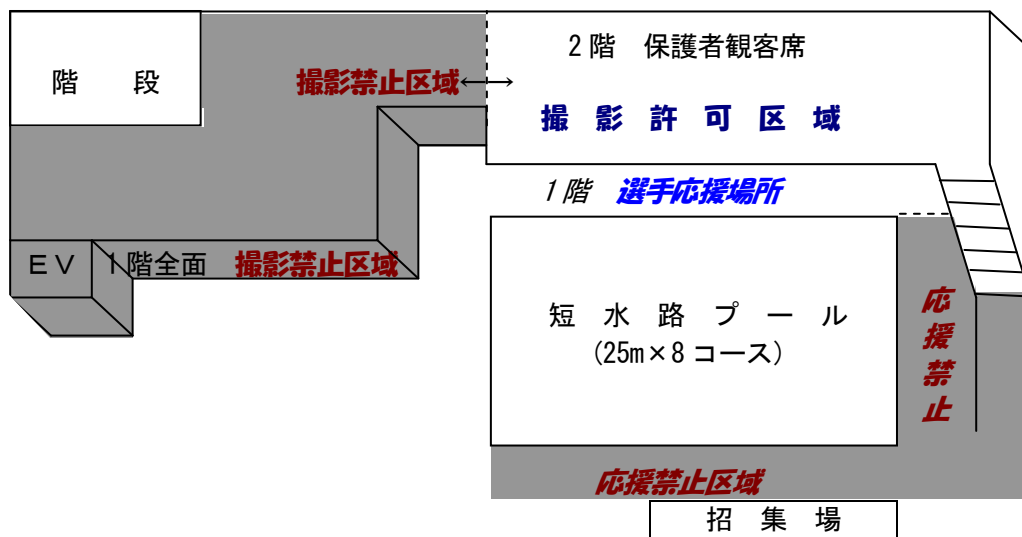 2階 保護者観客席
階 段
撮影禁止区域←→
撮 影 許 可 区 域
1階 選手応援場所
EV
1階全面 撮影禁止区域
短 水 路 プ ー ル
(25m×8 コース)
応援禁止
応援禁止区域
招 集 場